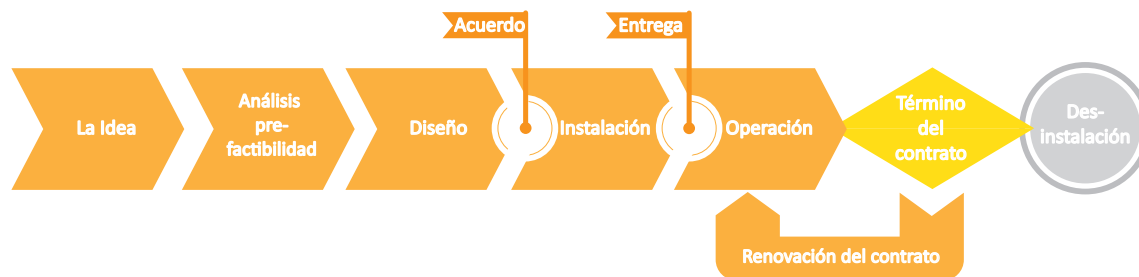 Acuerdo
Entrega
La Idea
Análisis
pre-
factibilidad
Diseño
Instalación
Operación
Término
del
contrato
Des-
instalación
Renovación del contrato